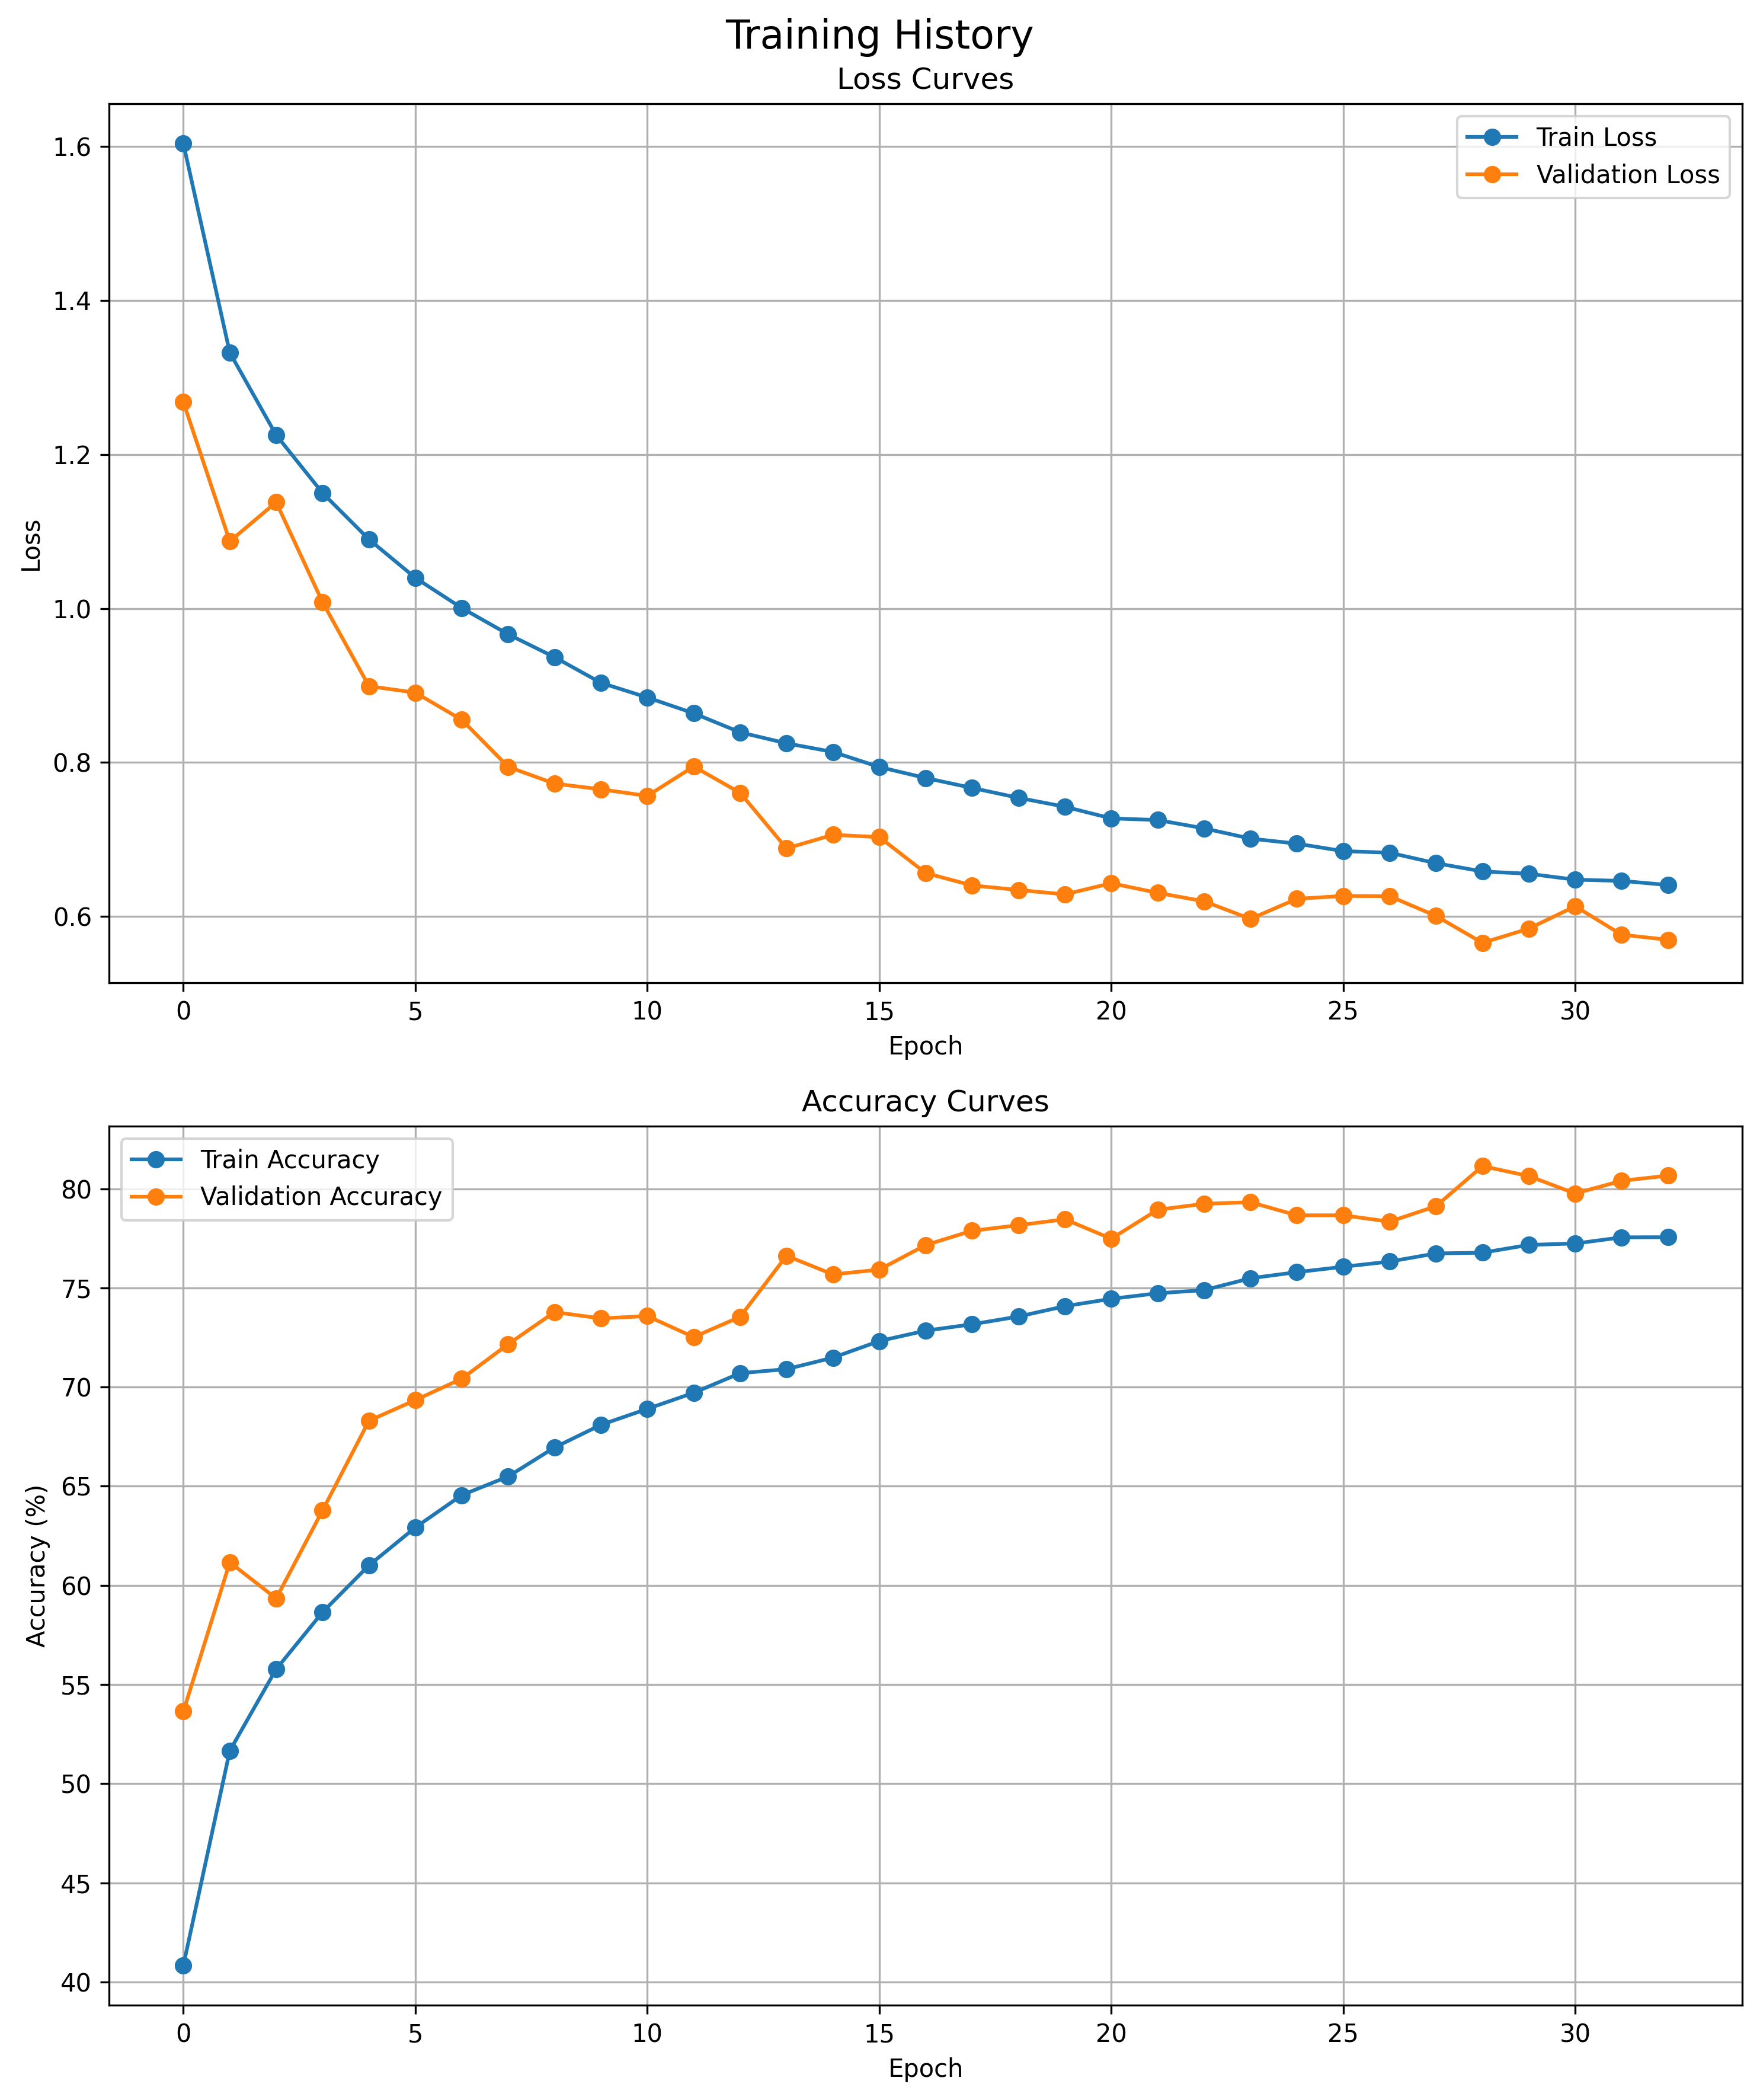 Training History
Loss Curves
Train Loss
Validation Loss
1.6
1.4
1.2
1.0
0.8
0.6
Loss
0 5 10 15 20 25 30
Epoch
Accuracy Curves
Train Accuracy
Validation Accuracy
80
75
70
65
60
55
50
45
40
Accuracy (%)
0 5 10 15 20 25 30
Epoch